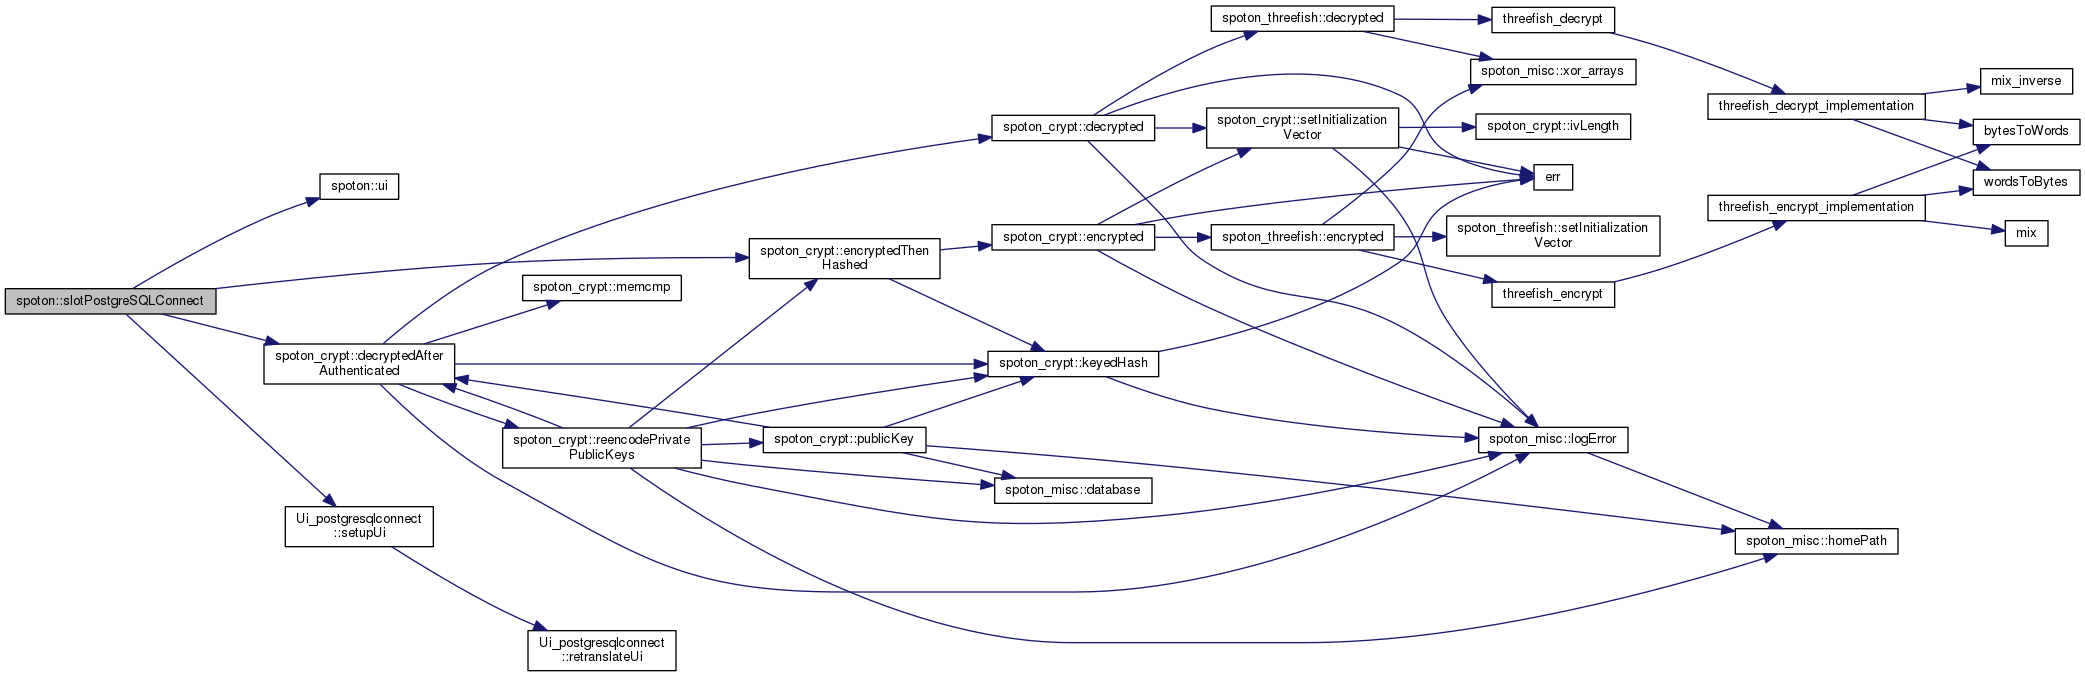 spoton::slotPostgreSQLConnect
spoton::ui
spoton_crypt::decryptedAfter
Authenticated
Ui_postgresqlconnect
::setupUi
spoton_crypt::memcmp
spoton_crypt::reencodePrivate
PublicKeys
Ui_postgresqlconnect
::retranslateUi
spoton_crypt::encryptedThen
Hashed
spoton_crypt::publicKey
spoton_crypt::decrypted
spoton_crypt::encrypted
spoton_crypt::keyedHash
spoton_misc::database
spoton_threefish::decrypted
spoton_crypt::setInitialization
Vector
spoton_threefish::encrypted
threefish_decrypt
spoton_misc::xor_arrays
spoton_crypt::ivLength
err
spoton_threefish::setInitialization
Vector
threefish_encrypt
spoton_misc::logError
threefish_decrypt_implementation
threefish_encrypt_implementation
spoton_misc::homePath
mix_inverse
bytesToWords
wordsToBytes
mix